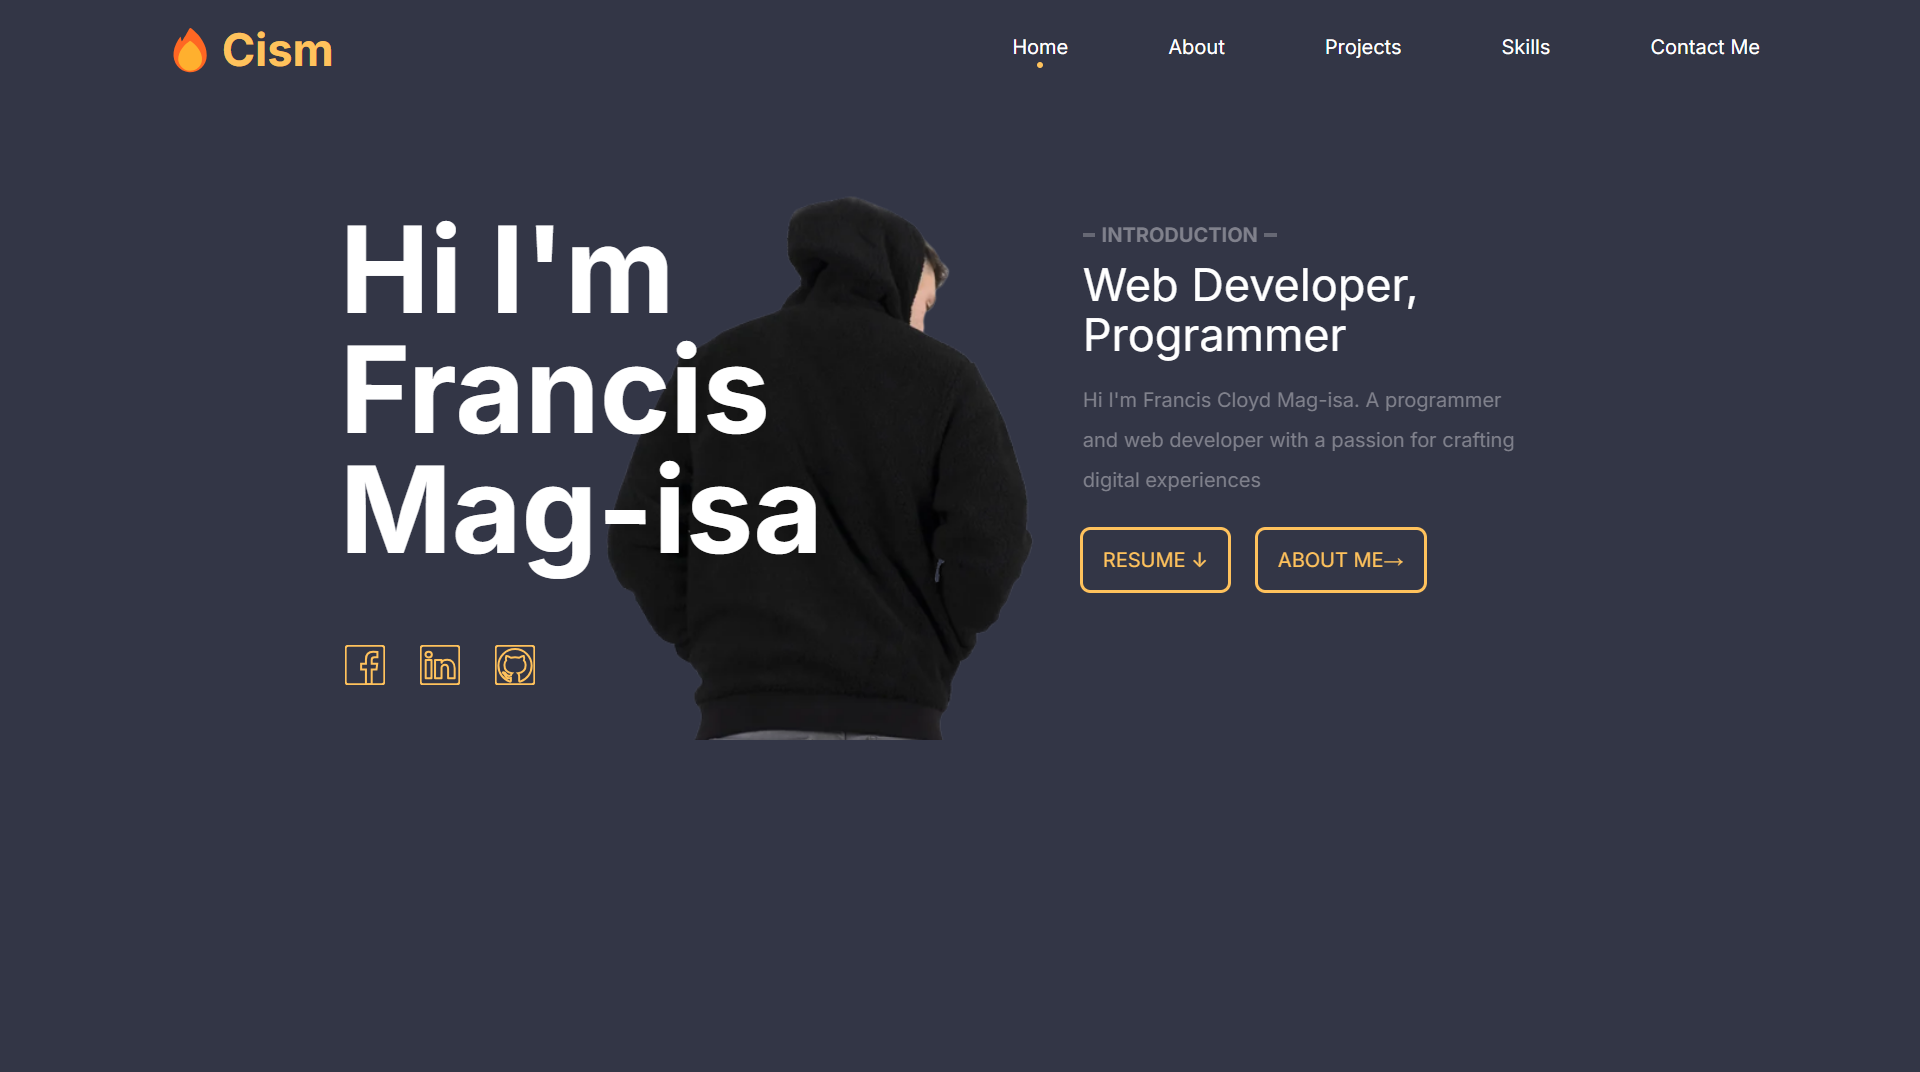 Cism
Home
About
Projects
Skills
Contact Me
Hi I'm
Francis
Mag-isa
– INTRODUCTION –
Web Developer,
Programmer
Hi I'm Francis Cloyd Mag-isa. A programmer
and web developer with a passion for crafting
digital experiences
RESUME ↓
ABOUT ME→